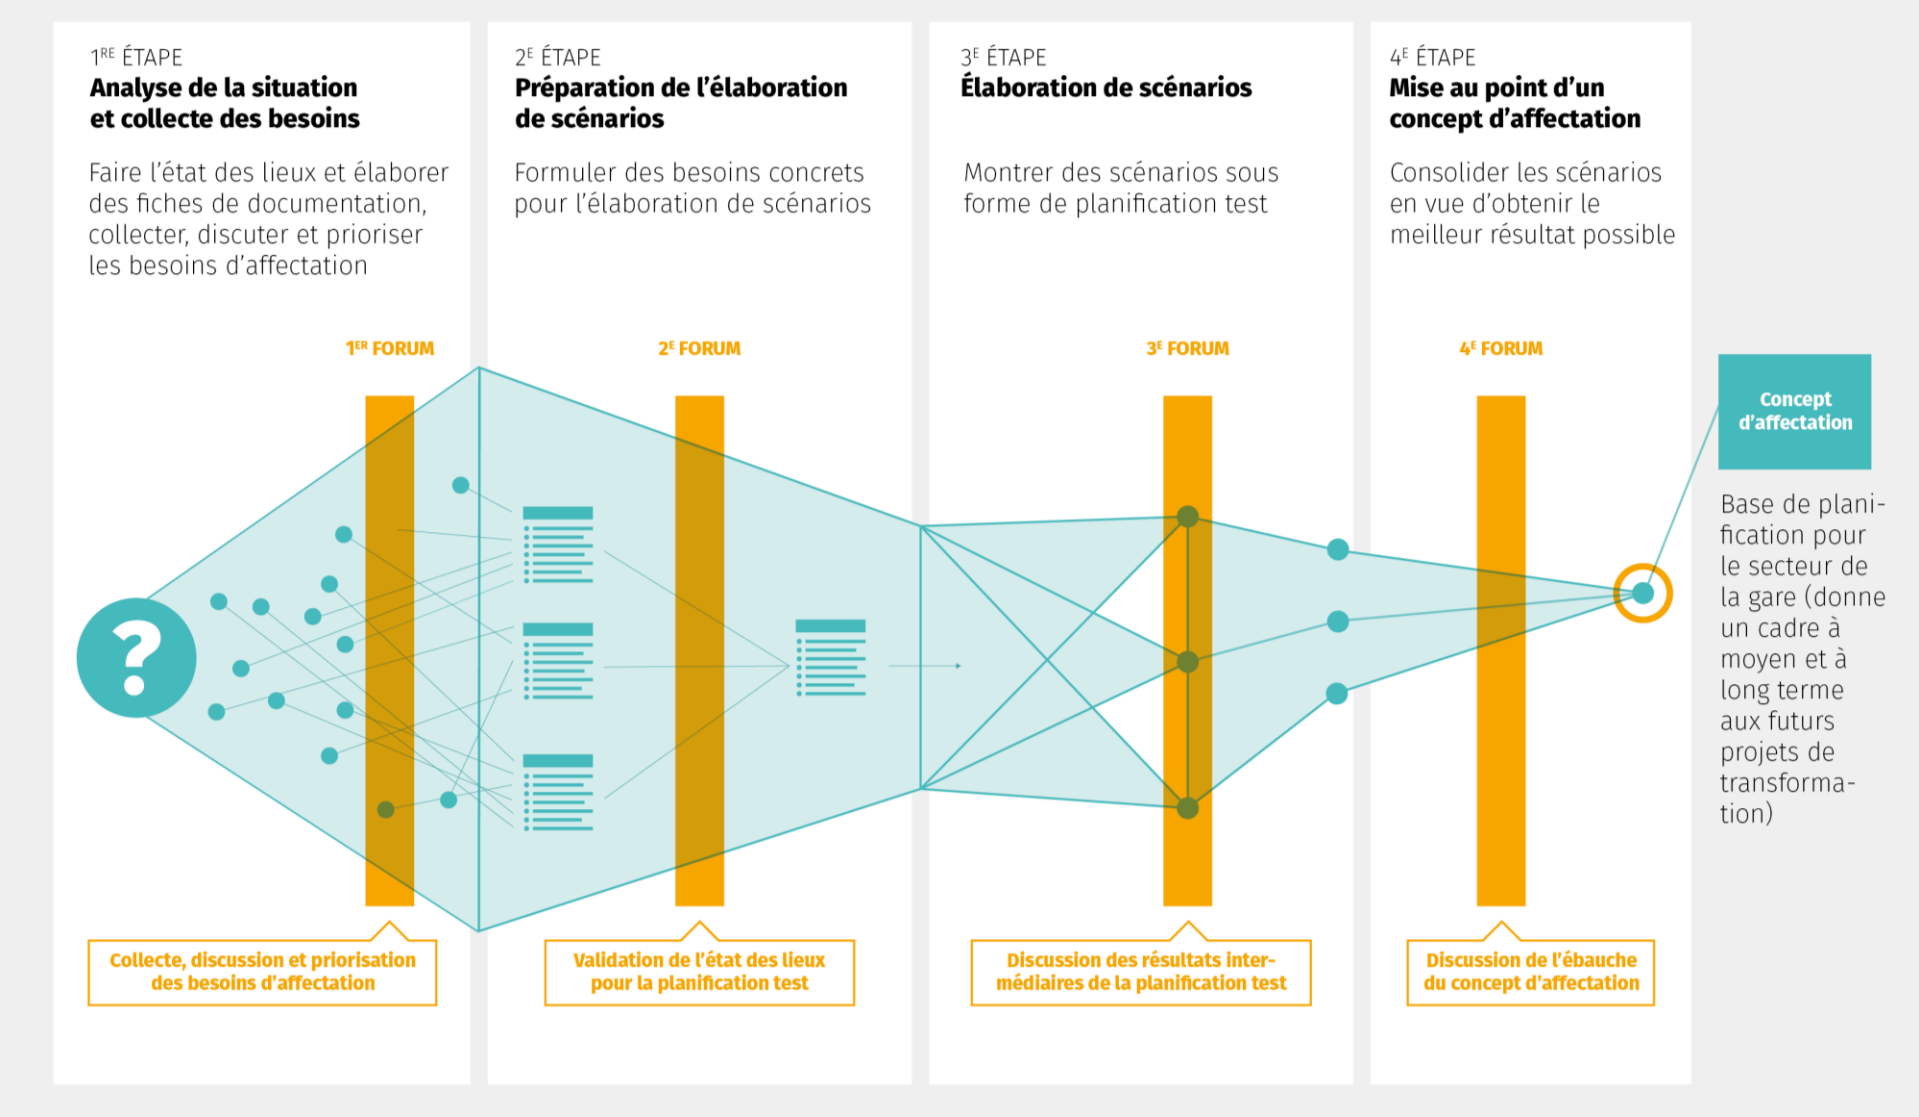 1RE ÉTAPE
Analyse de la situation
et collecte des besoins
Faire l’état des lieux et élaborer
des fiches de documentation,
collecter, discuter et prioriser
les besoins d’affectation
2E ÉTAPE
Préparation de l’élaboration
de scénarios
Formuler des besoins concrets
pour l’élaboration de scénarios
3E ÉTAPE
Élaboration de scénarios
Montrer des scénarios sous
forme de planification test
4E ÉTAPE
Mise au point d’un
concept d’affectation
Consolider les scénarios
en vue d’obtenir le
meilleur résultat possible
1ER FORUM
2E FORUM
3E FORUM
4E FORUM
?
Concept
d’affectation
Base de plani-
fication pour
le secteur de
la gare (donne
un cadre à
moyen et à
long terme
aux futurs
projets de
transforma-
tion)
Collecte, discussion et priorisation
des besoins d’affectation
Validation de l’état des lieux
pour la planification test
Discussion des résultats inter-
médiaires de la planification test
Discussion de l’ébauche
du concept d’affectation